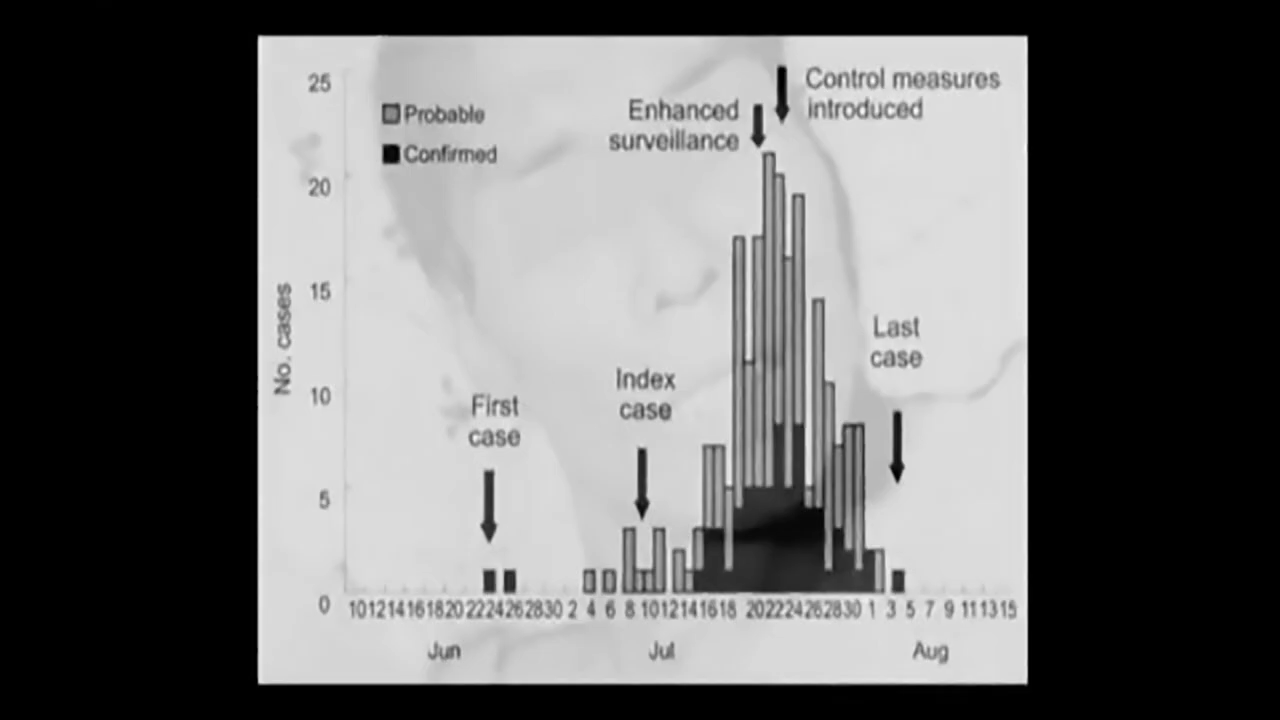 Control measures
introduced
Enhanced
surveillance
Probable
Confirmed
25
20
15
10
5
0
No. cases
First
case
Index
case
Last
case
10 12 14 16 18 20 22 24 26 28 30 2 4 6 8 10 12 14 16 18 20 22 24 26 28 30 1 3 5 7 9 11 13 15
Jun Jul Aug